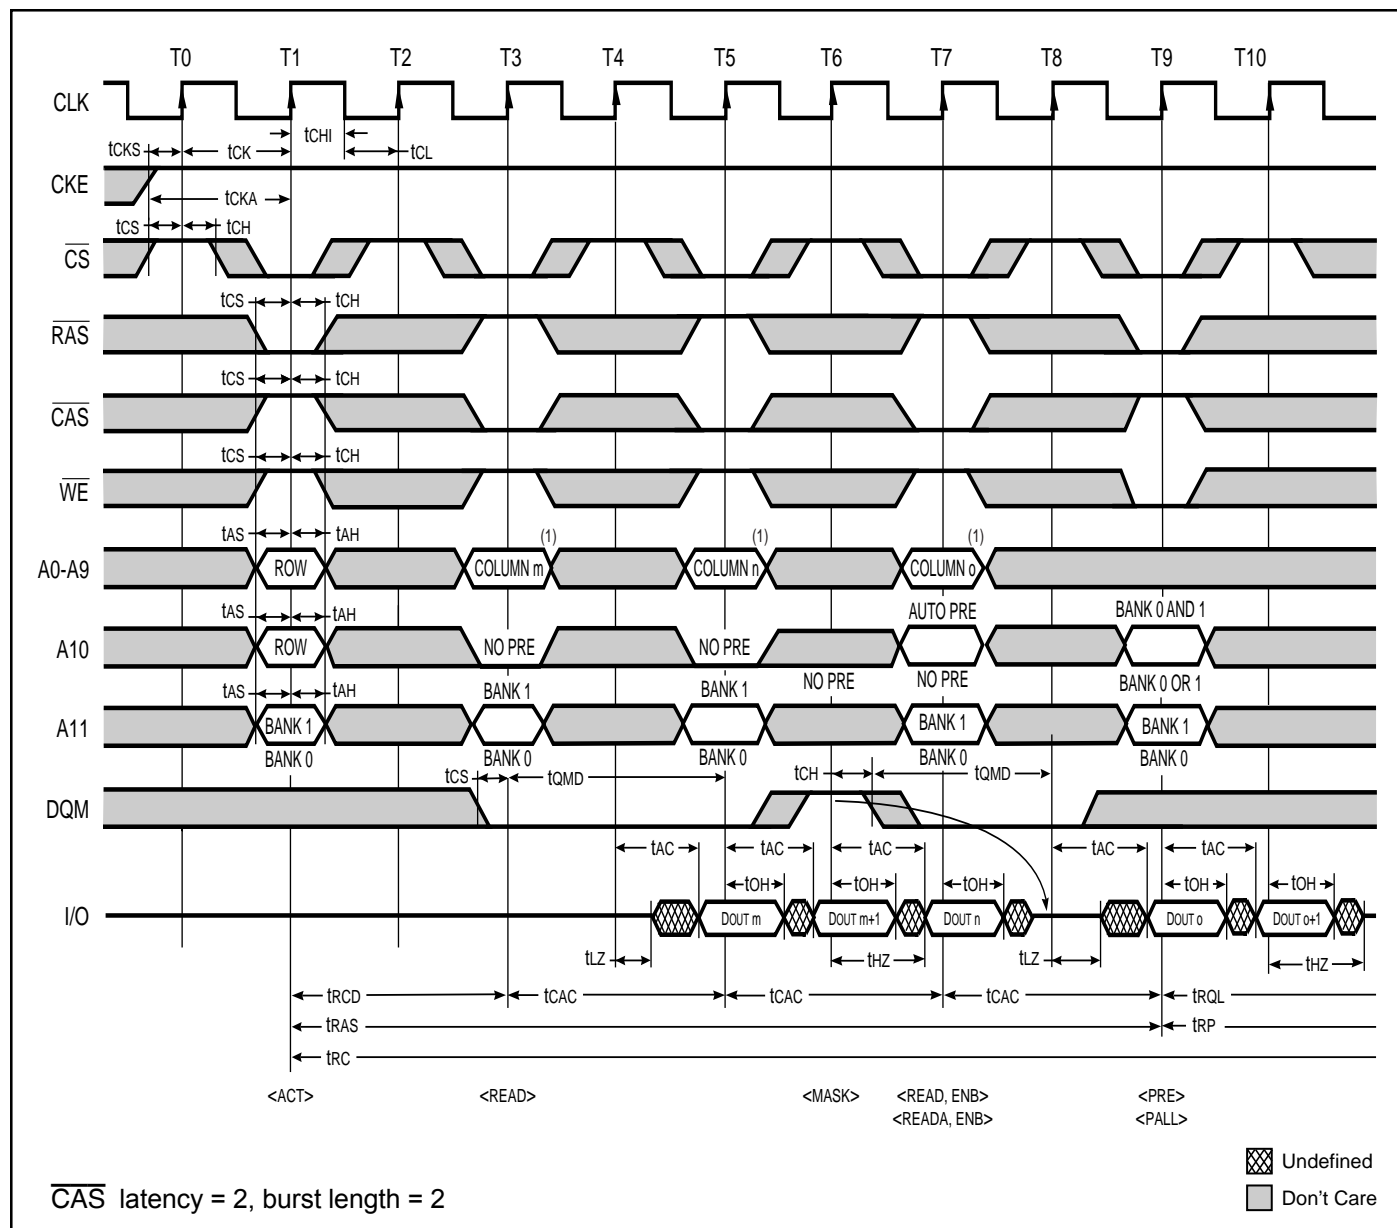 T0 T1 T2 T3 T4 T5 T6 T7 T8 T9 T10
CLK
tCHI
tCKS tCK tCL
CKE
tCKA
tCS tCH
CS
tCS tCH
RAS
tCS tCH
CAS
tCS tCH
WE
tAS tAH (1) (1) (1)
A0-A9 ROW COLUMN m COLUMN n COLUMN o
tAS tAH AUTO PRE BANK 0 AND 1
A10 ROW NO PRE NO PRE
NO PRE NO PRE BANK 0 OR 1
tAS tAH BANK 1 BANK 1
A11 BANK 1 BANK 1 BANK 1
BANK 0 BANK 0 BANK 0 BANK 0 BANK 0
tCS tQMD tCH tQMD
DQM
tAC tAC tAC tAC tAC
tOH tOH tOH tOH tOH
I/O DOUT m DOUT m+1 DOUT n DOUT o DOUT o+1
tLZ tHZ tLZ tHZ
tRCD tCAC tCAC tCAC tRQL
tRAS tRP
tRC
<ACT> <READ> <MASK> <READ, ENB> <PRE>
<READA, ENB> <PALL>
Undefined
CAS latency = 2, burst length = 2
Don't Care